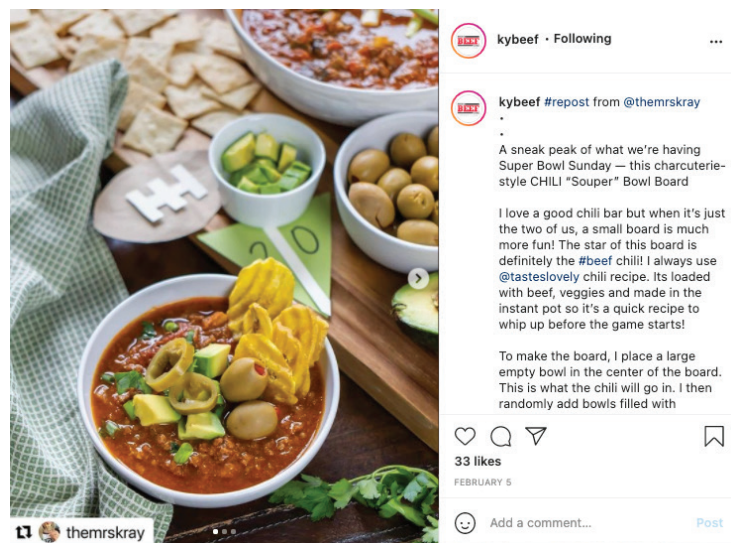 kybeef • Following
kybeef #repost from @themrskray
.
.
A sneak peak of what we're having
Super Bowl Sunday — this charcuterie-
style CHILI "Souper" Bowl Board
I love a good chili bar but when it's just
the two of us, a small board is much
more fun! The star of this board is
definitely the #beef chili! I always use
@tasteslovely chili recipe. Its loaded
with beef, veggies and made in the
instant pot so it's a quick recipe to
whip up before the game starts!
To make the board, I place a large
empty bowl in the center of the board.
This is what the chili will go in. I then
randomly add bowls filled with
33 likes
FEBRUARY 5
Add a comment...
Post
20
themrskray